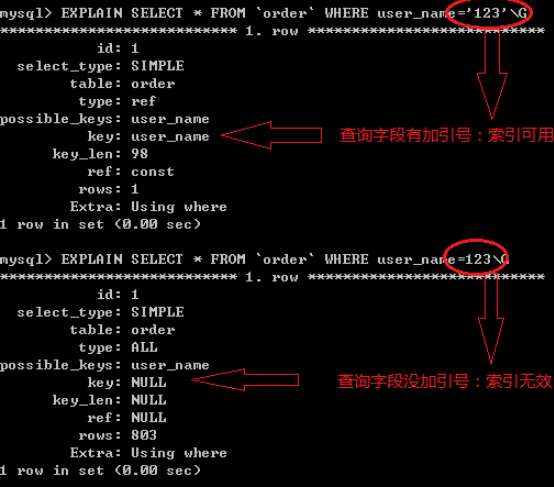 mysql> EXPLAIN SELECT * FROM `order` WHERE user_name='123'\G
*************************** 1. row ***************************
id: 1
select_type: SIMPLE
table: order
type: ref
possible_keys: user_name
key: user_name
查询字段有加引号：索引可用
key_len: 98
ref: const
rows: 1
Extra: Using where
1 row in set (0.00 sec)
mysql> EXPLAIN SELECT * FROM `order` WHERE user_name=123\G
*************************** 1. row ***************************
id: 1
select_type: SIMPLE
table: order
type: ALL
possible_keys: user_name
key: NULL
查询字段没加引号：索引无效
key_len: NULL
ref: NULL
rows: 803
Extra: Using where
1 row in set (0.00 sec)